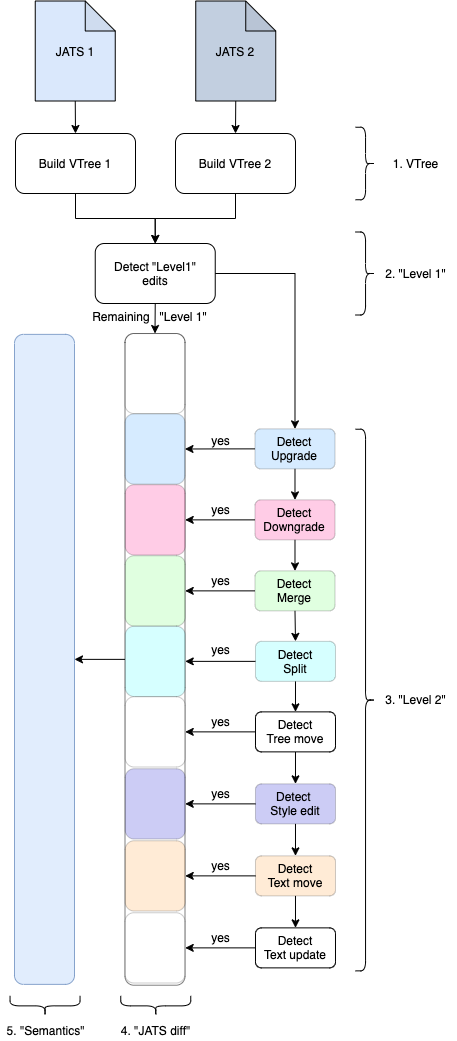 JATS 1
JATS 2
Build VTree 1
Build VTree 2
1. VTree
Detect "Level1"
edits
2. "Level 1"
Remaining "Level 1"
yes
Detect
Upgrade
yes
Detect
Downgrade
yes
Detect
Merge
yes
Detect
Split
3. "Level 2"
yes
Detect
Tree move
yes
Detect
Style edit
yes
Detect
Text move
yes
Detect
Text update
5. "Semantics"
4. "JATS diff"